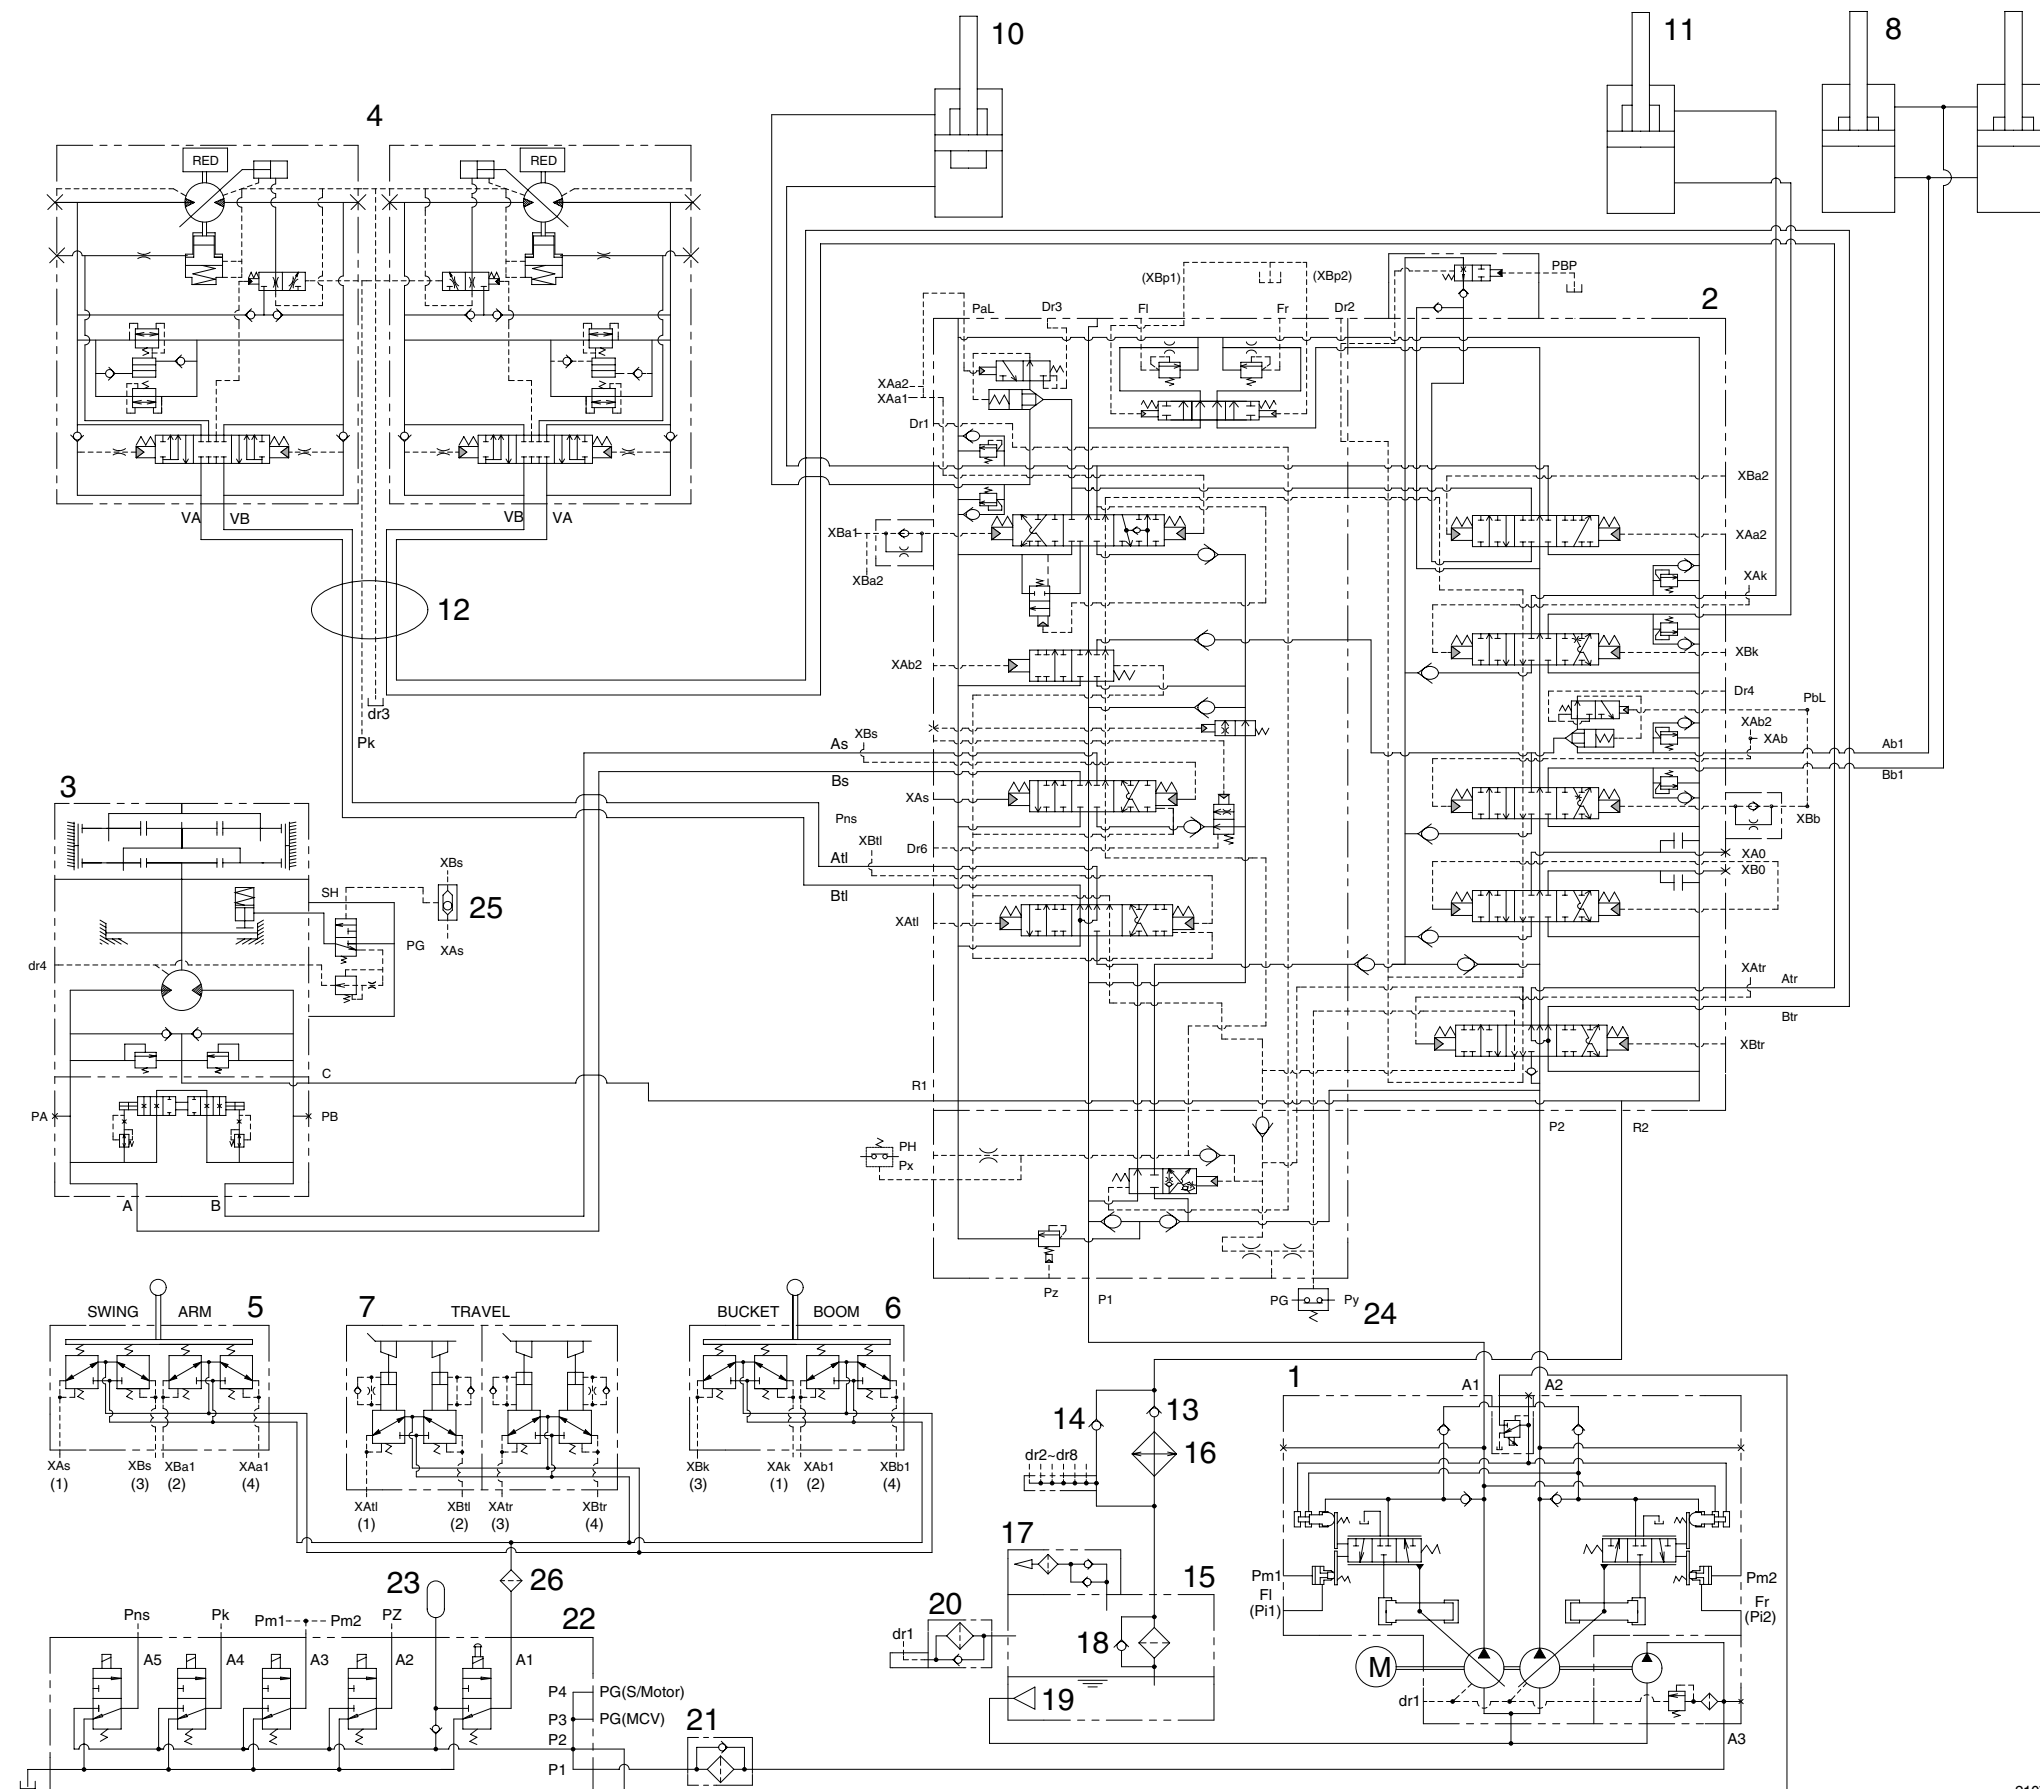 10
11
8
4
RED
RED
(XBp1)
(XBp2)
PBP
2
PaL
Dr3
Fl
Fr
Dr2
XAa2
XAa1
Dr1
XBa2
VA
VB
VB
VA
XBa1
XAa2
XBa2
XAk
12
XAb2
XBk
Dr4
PbL
dr3
XAb2
XAb
Pk
As
XBs
Ab1
Bs
Bb1
3
XAs
Pns
XBb
XBtl
Dr6
Atl
XA0
XBs
XB0
SH
25
Btl
XAtl
PG
XAs
dr4
XAtr
Atr
Btr
XBtr
C
R1
PA
PB
P2
R2
PH
Px
A
B
Pz
P1
PG
Py
24
SWING
ARM
5
7
TRAVEL
BUCKET
BOOM
6
1
A1
A2
14
13
16
XAs
XBs
XBa1
XAa1
XBk
XAk
XAb1
XBb1
dr2~dr8
(1)
(3)
(2)
(4)
(3)
(1)
(2)
(4)
XAtl
XBtl
XAtr
XBtr
(1)
(2)
(3)
(4)
17
23
26
15
Pm1
Pm2
Fl
Fr
(Pi1)
(Pi2)
20
Pns
Pk
Pm1
Pm2
PZ
22
dr1
18
A5
A4
A3
A2
A1
M
P4
PG(S/Motor)
19
dr1
P3
PG(MCV)
21
P2
A3
P1